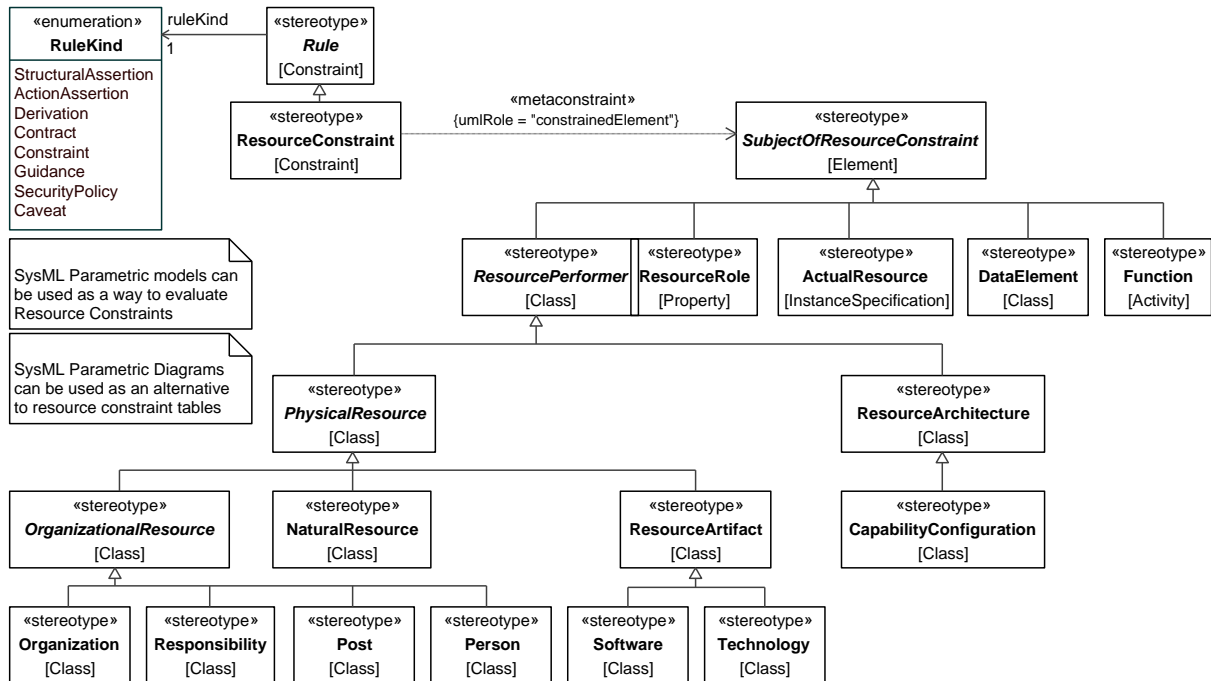 «enumeration»
RuleKind
StructuralAssertion
ActionAssertion
Derivation
Contract
Constraint
Guidance
SecurityPolicy
Caveat
ruleKind
1
«stereotype»
Rule
[Constraint]
«stereotype»
ResourceConstraint
[Constraint]
«metaconstraint»
{umlRole = "constrainedElement"}
«stereotype»
SubjectOfResourceConstraint
[Element]
SysML Parametric models can
be used as a way to evaluate
Resource Constraints
SysML Parametric Diagrams
can be used as an alternative
to resource constraint tables
«stereotype»
ResourcePerformer
[Class]
«stereotype»
ResourceRole
[Property]
«stereotype»
ActualResource
[InstanceSpecification]
«stereotype»
DataElement
[Class]
«stereotype»
Function
[Activity]
«stereotype»
PhysicalResource
[Class]
«stereotype»
ResourceArchitecture
[Class]
«stereotype»
OrganizationalResource
[Class]
«stereotype»
NaturalResource
[Class]
«stereotype»
ResourceArtifact
[Class]
«stereotype»
CapabilityConfiguration
[Class]
«stereotype»
Organization
[Class]
«stereotype»
Responsibility
[Class]
«stereotype»
Post
[Class]
«stereotype»
Person
[Class]
«stereotype»
Software
[Class]
«stereotype»
Technology
[Class]